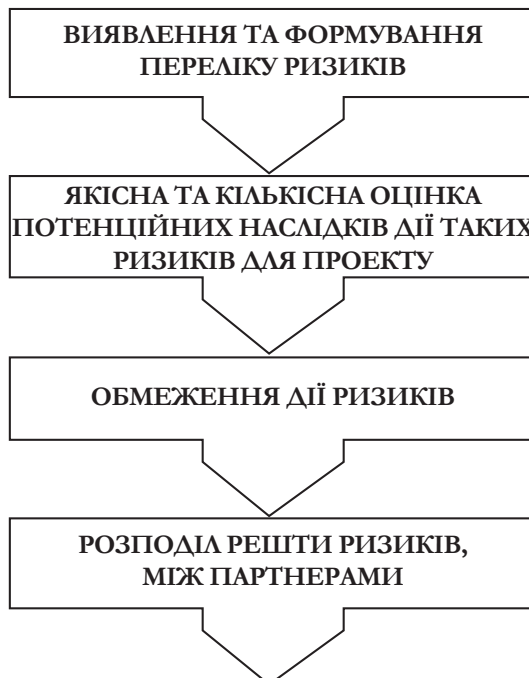 ВИЯВЛЕННЯ ТА ФОРМУВАННЯ
ПЕРЕЛІКУ РИЗИКІВ
ЯКІСНА ТА КІЛЬКІСНА ОЦІНКА
ПОТЕНЦІЙНИХ НАСЛІДКІВ ДІЇ ТАКИХ
РИЗИКІВ ДЛЯ ПРОЕКТУ
ОБМЕЖЕННЯ ДІЇ РИЗИКІВ
РОЗПОДІЛ РЕШТИ РИЗИКІВ,
МІЖ ПАРТНЕРАМИ